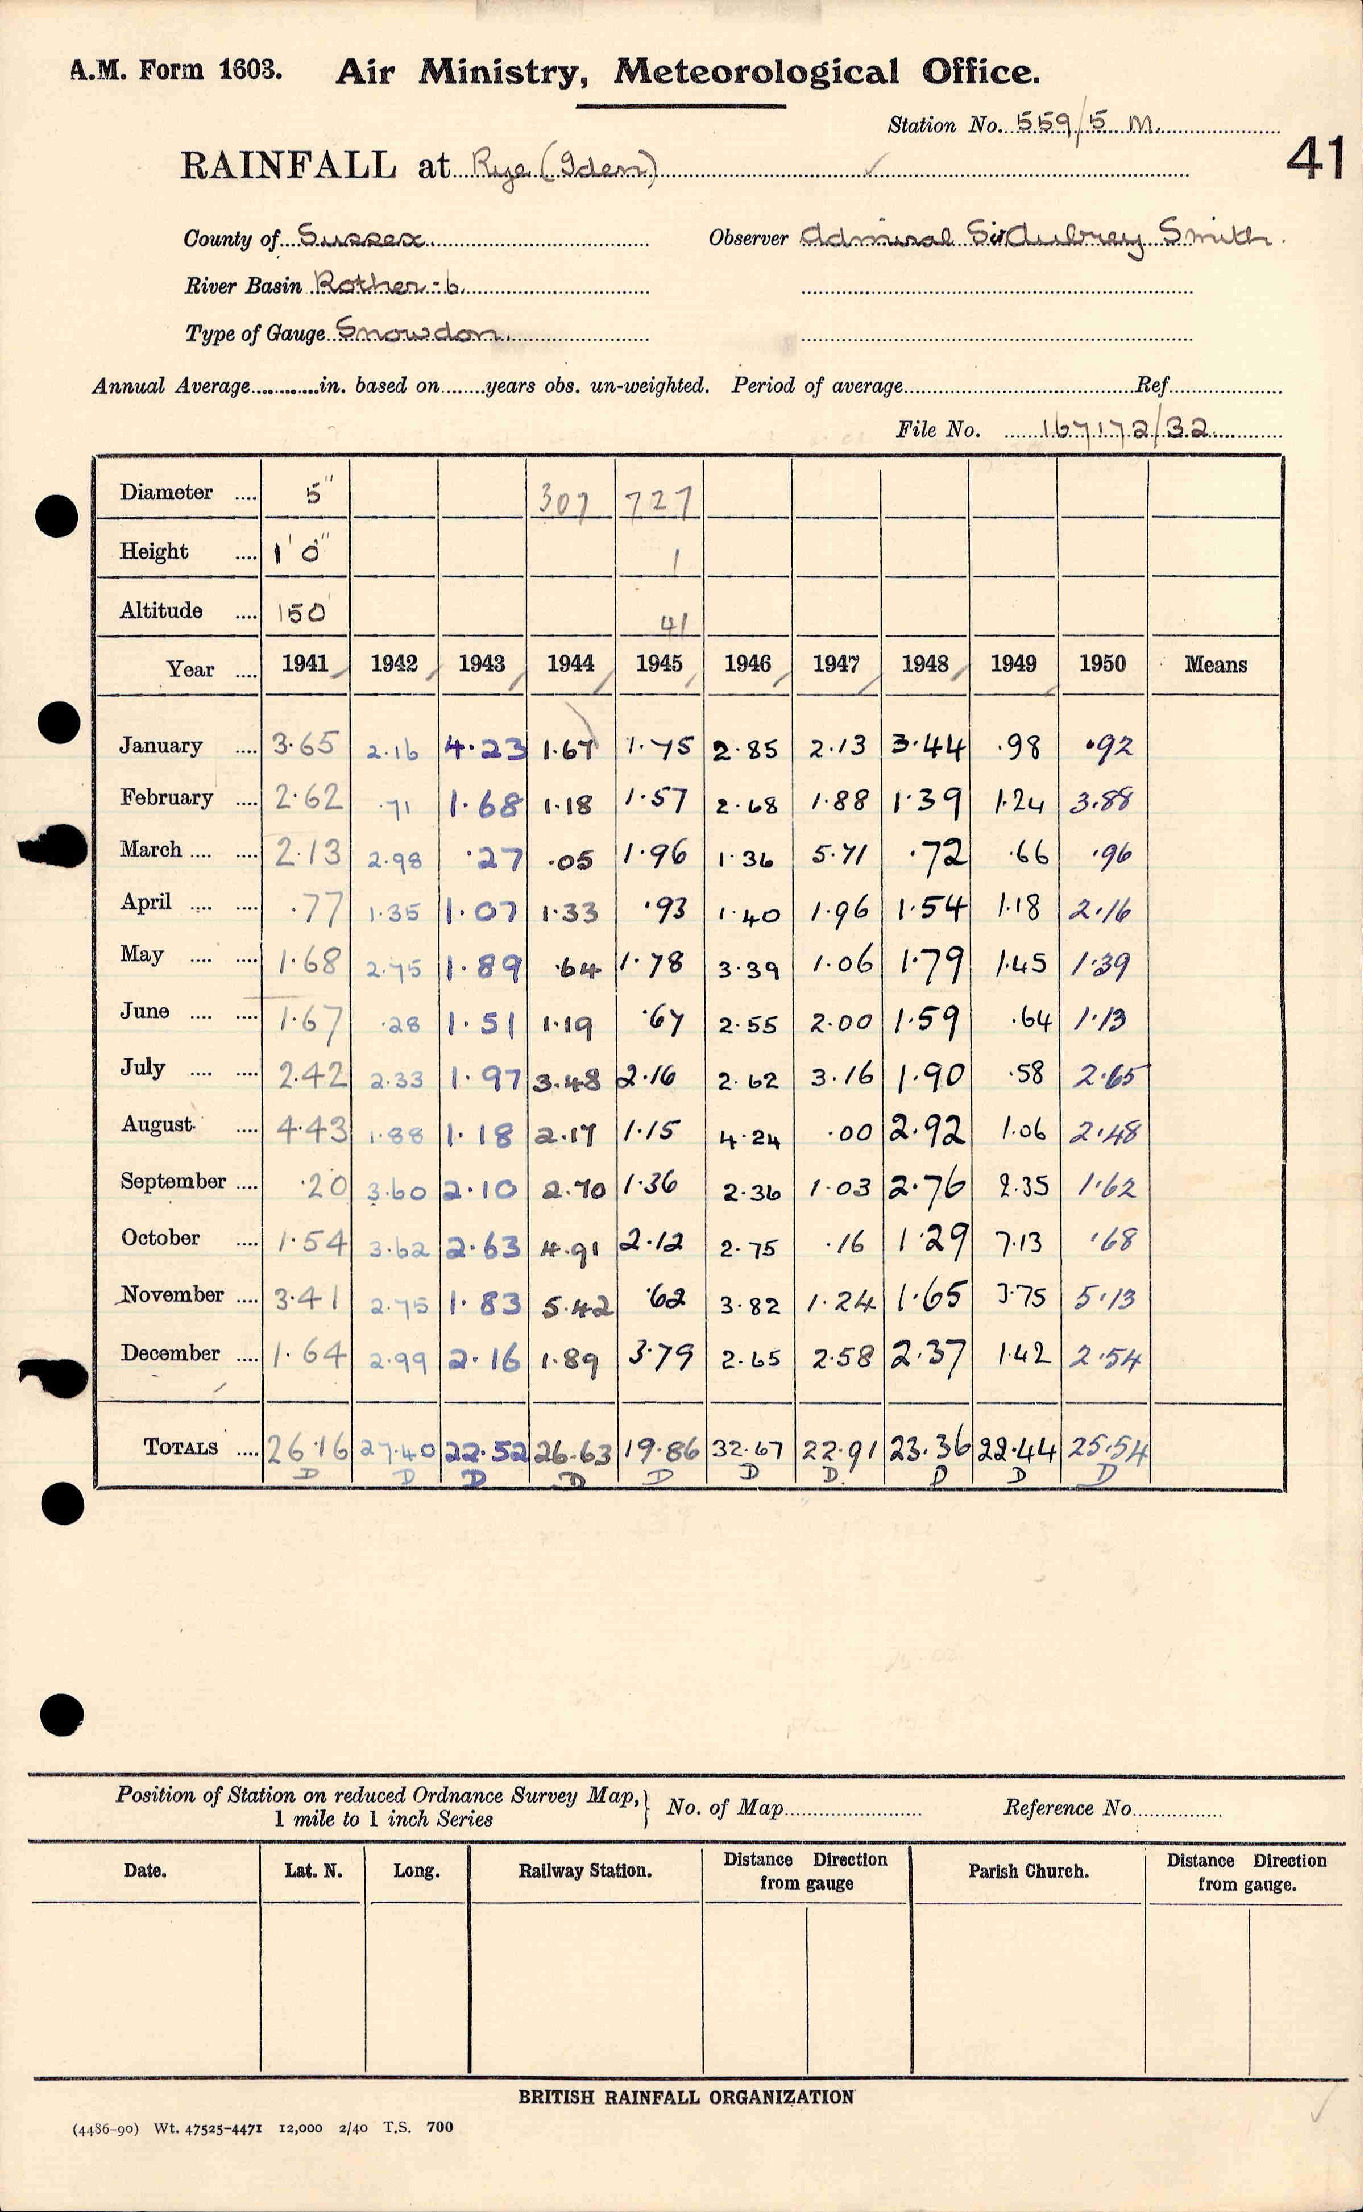 A.M. Form 1603. Air Ministry, Meteorological Office.
Station No. 559/5 M.
41
RAINFALL at Rye (Iden) ✓
County of Sussex Observer Admiral Sir Aubrey Smith.
River Basin Rother - b.
Type of Gauge Snowdon
Annual Average............in. based on........years obs. un-weighted. Period of average.......... Ref..........
File No. 167172/32
Diameter .... 5" 307 727
Height .... 1' 0" 1
Altitude .... 150 41
Year .... 1941 1942 1943 1944 1945 1946 1947 1948 1949 1950 Means
January .... 3.65 2.16 4.23 1.67 1.75 2.85 2.13 3.44 .98 .92
February .... 2.62 .71 1.68 1.18 1.57 2.68 1.88 1.39 1.24 3.88
March .... .... 2.13 2.98 .27 .05 1.96 1.36 5.71 .72 .66 .96
April .... .... .77 1.35 1.07 1.33 .93 1.40 1.96 1.54 1.18 2.16
May .... .... 1.68 2.75 1.89 .64 1.78 3.39 1.06 1.79 1.45 1.39
June .... .... 1.67 .28 1.51 1.19 .67 2.55 2.00 1.59 .64 1.13
July .... .... 2.42 2.33 1.97 3.48 2.16 2.62 3.16 1.90 .58 2.65
August .... 4.43 1.88 1.18 2.17 1.15 4.24 .00 2.92 1.06 2.48
September .... .20 3.60 2.10 2.70 1.36 2.36 1.03 2.76 2.35 1.62
October .... 1.54 3.62 2.63 4.91 2.12 2.75 .16 1.29 7.13 .68
November .... 3.41 2.75 1.83 5.42 .62 3.82 1.24 1.65 3.75 5.13
December .... 1.64 2.99 2.16 1.89 3.79 2.65 2.58 2.37 1.42 2.54
TOTALS .... 26.16 27.40 22.52 26.63 19.86 32.67 22.91 23.36 22.44 25.54
D D D D D D D D D D
Position of Station on reduced Ordnance Survey Map, } No. of Map.......... Reference No..........
1 mile to 1 inch Series
Date. Lat. N. Long. Railway Station. Distance Direction from gauge Parish Church. Distance Direction from gauge.
BRITISH RAINFALL ORGANIZATION
(4486-90) Wt. 47525-4471 12,000 2/40 T.S. 700